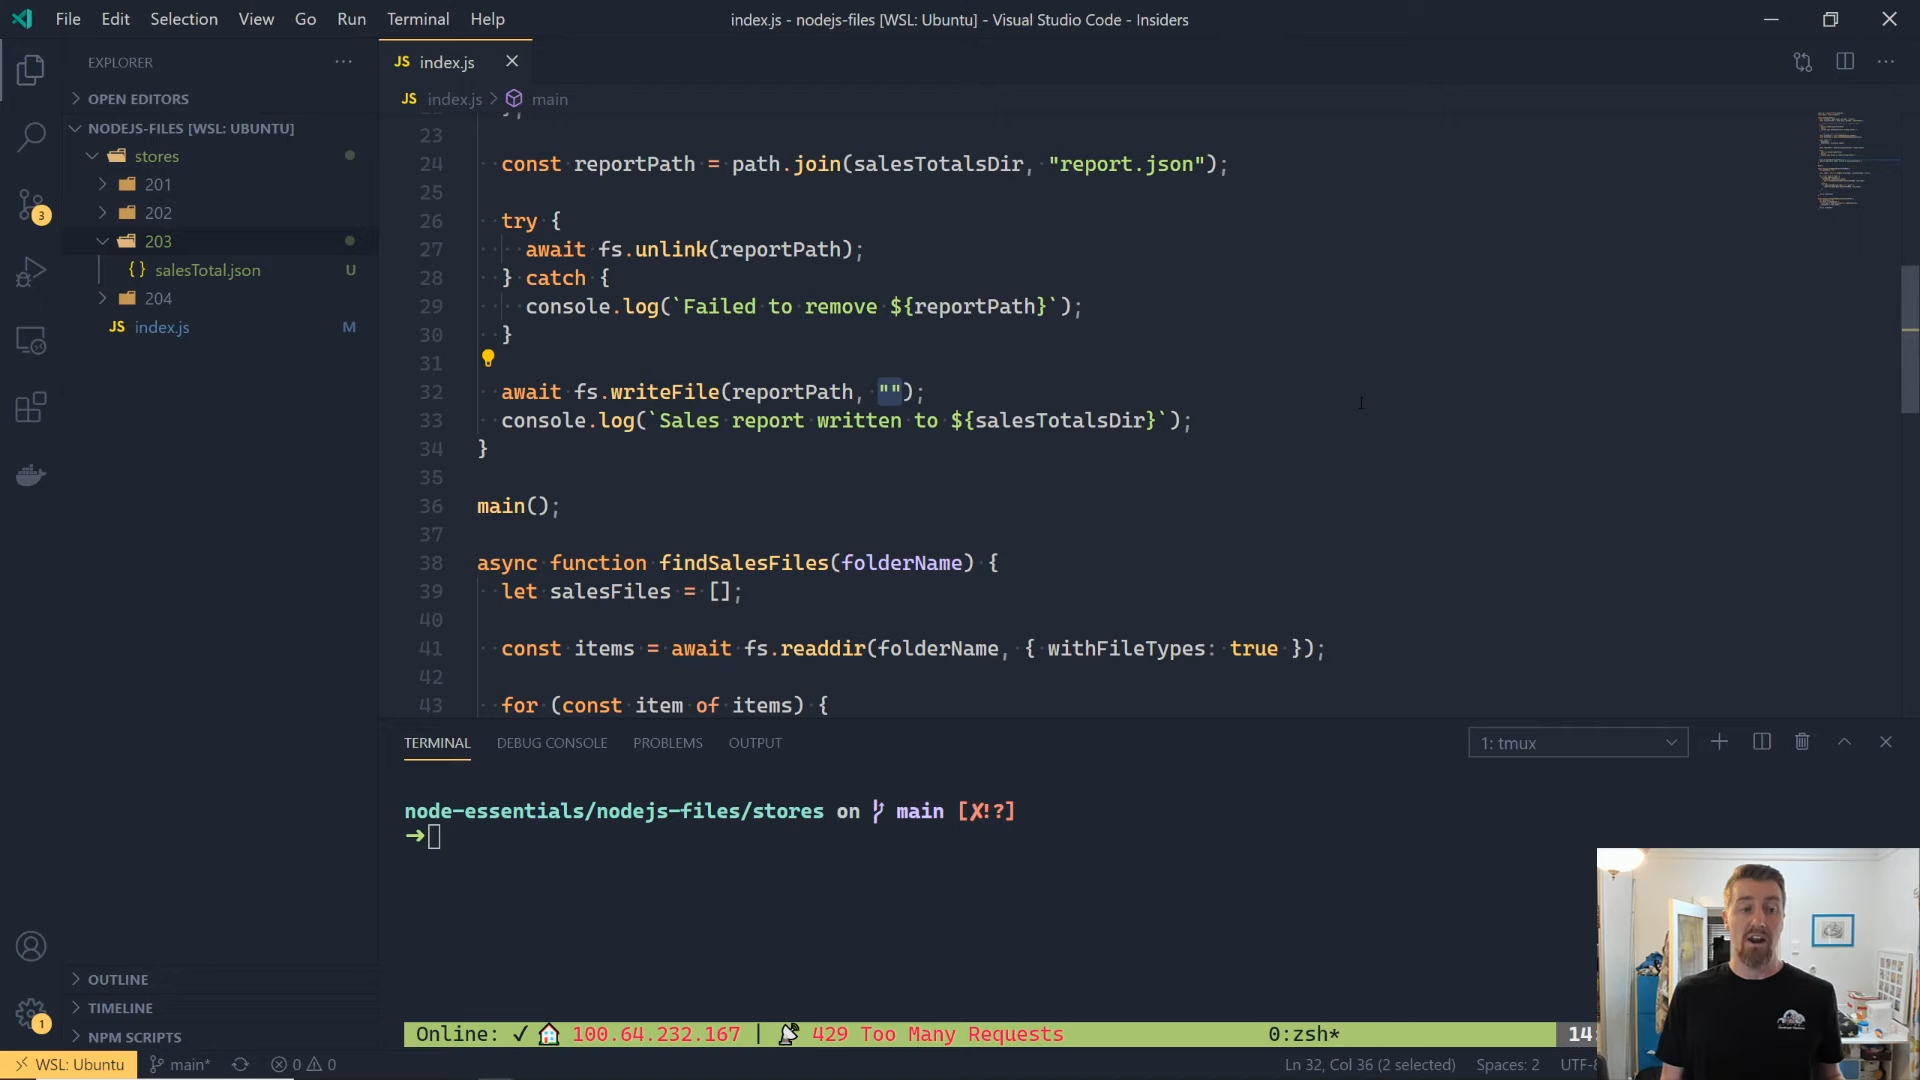 File Edit Selection View Go Run Terminal Help
index.js - nodejs-files [WSL: Ubuntu] - Visual Studio Code - Insiders
EXPLORER
OPEN EDITORS
NODEJS-FILES [WSL: UBUNTU]
stores
201
202
203
{} salesTotal.json U
204
JS index.js M
OUTLINE
TIMELINE
NPM SCRIPTS
3
1
JS index.js
JS index.js > main
23
24 const reportPath = path.join(salesTotalsDir, "report.json");
25
26 try {
27 await fs.unlink(reportPath);
28 } catch {
29 console.log(`Failed to remove ${reportPath}`);
30 }
31
32 await fs.writeFile(reportPath, "");
33 console.log(`Sales report written to ${salesTotalsDir}`);
34 }
35
36 main();
37
38 async function findSalesFiles(folderName) {
39 let salesFiles = [];
40
41 const items = await fs.readdir(folderName, { withFileTypes: true });
42
43 for (const item of items) {
TERMINAL DEBUG CONSOLE PROBLEMS OUTPUT
1: tmux
node-essentials/nodejs-files/stores on main [✗!?]
➜
Online: ✓ 100.64.232.167 | 429 Too Many Requests 0:zsh* 14:
WSL: Ubuntu main* 0 0 Ln 32, Col 36 (2 selected) Spaces: 2 UTF-8